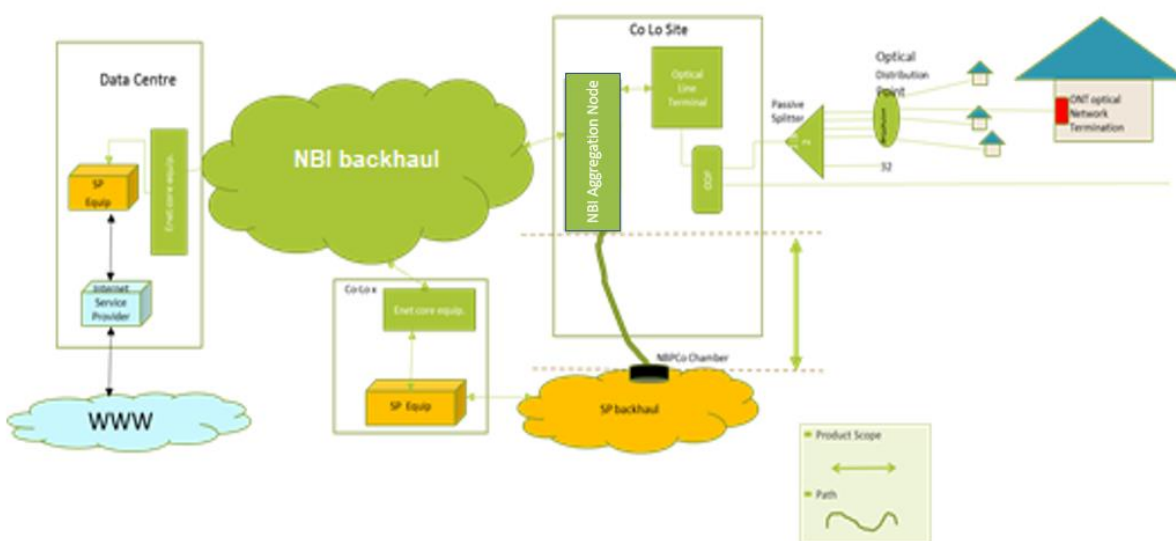 Data Centre
SP
Equip
Enet core equip.
Internet
Service
Provider
WWW
NBI backhaul
Co Lo x
Enet core equip.
SP Equip
Co Lo Site
NBI Aggregation Node
Optical
Line
Terminal
ODF
NBPCo Chamber
SP backhaul
Passive
Splitter
Optical
Distribution
Point
32
ONT optical
Network
Termination
Product Scope
Path